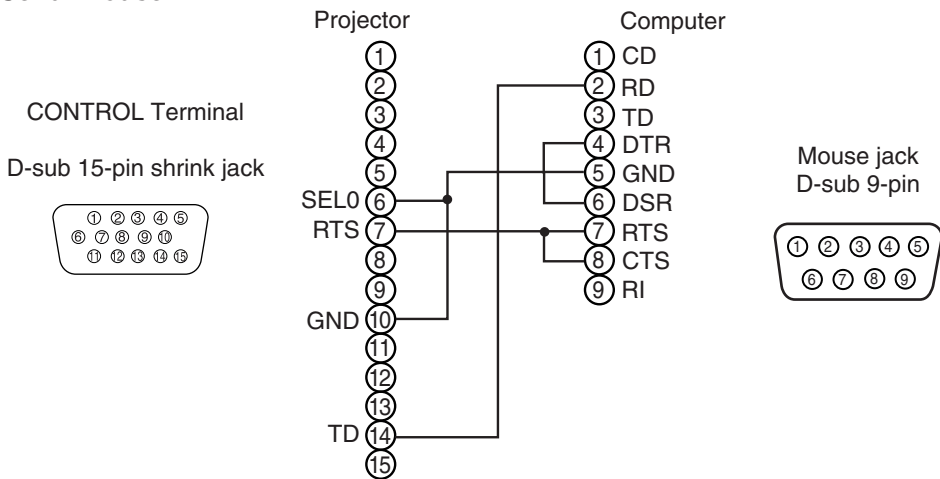 Projector
Computer
CONTROL Terminal
D-sub 15-pin shrink jack
1 2 3 4 5
6 7 8 9 10
11 12 13 14 15
1
2
3
4
5
SEL0 6
RTS 7
8
9
GND 10
11
12
13
TD 14
15
1 CD
2 RD
3 TD
4 DTR
5 GND
6 DSR
7 RTS
8 CTS
9 RI
Mouse jack
D-sub 9-pin
1 2 3 4 5
6 7 8 9